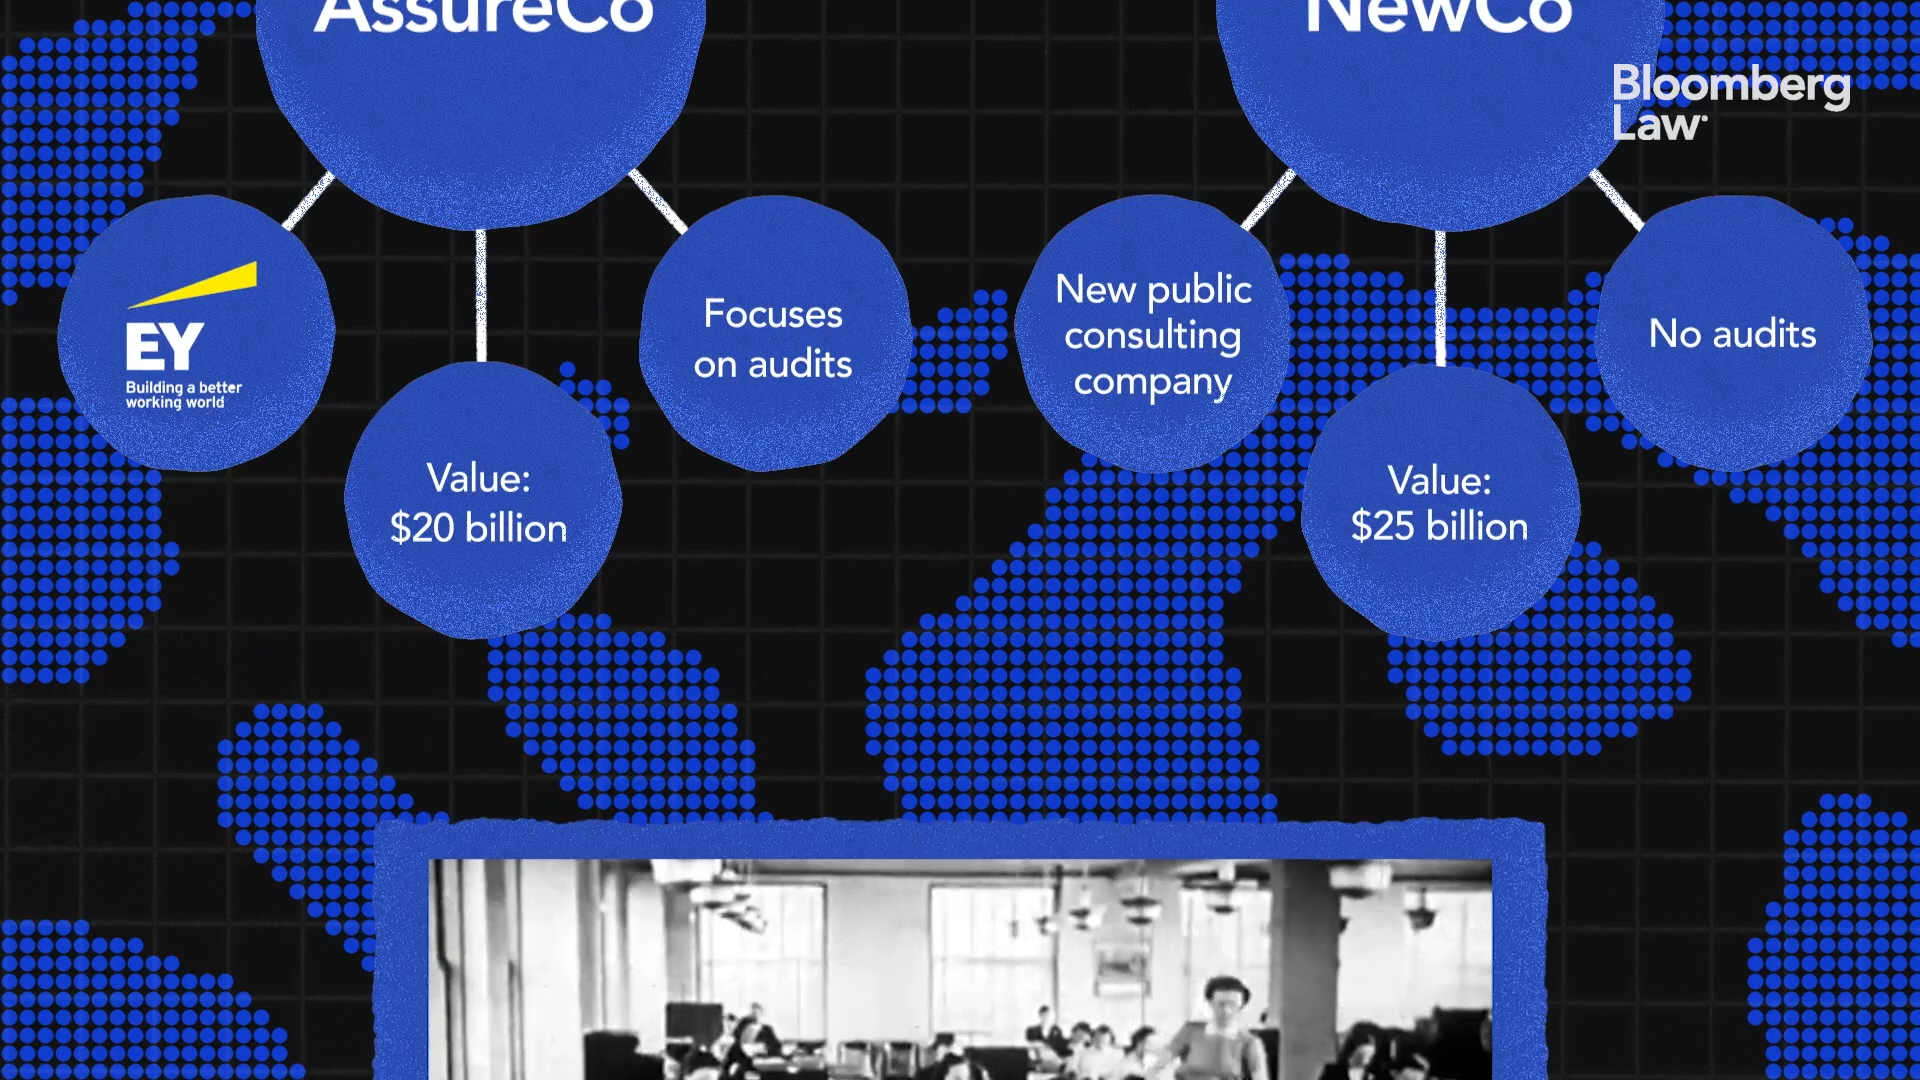 AssureCo
NewCo
Bloomberg
Law
EY
Building a better
working world
Focuses
on audits
New public
consulting
company
No audits
Value:
$20 billion
Value:
$25 billion